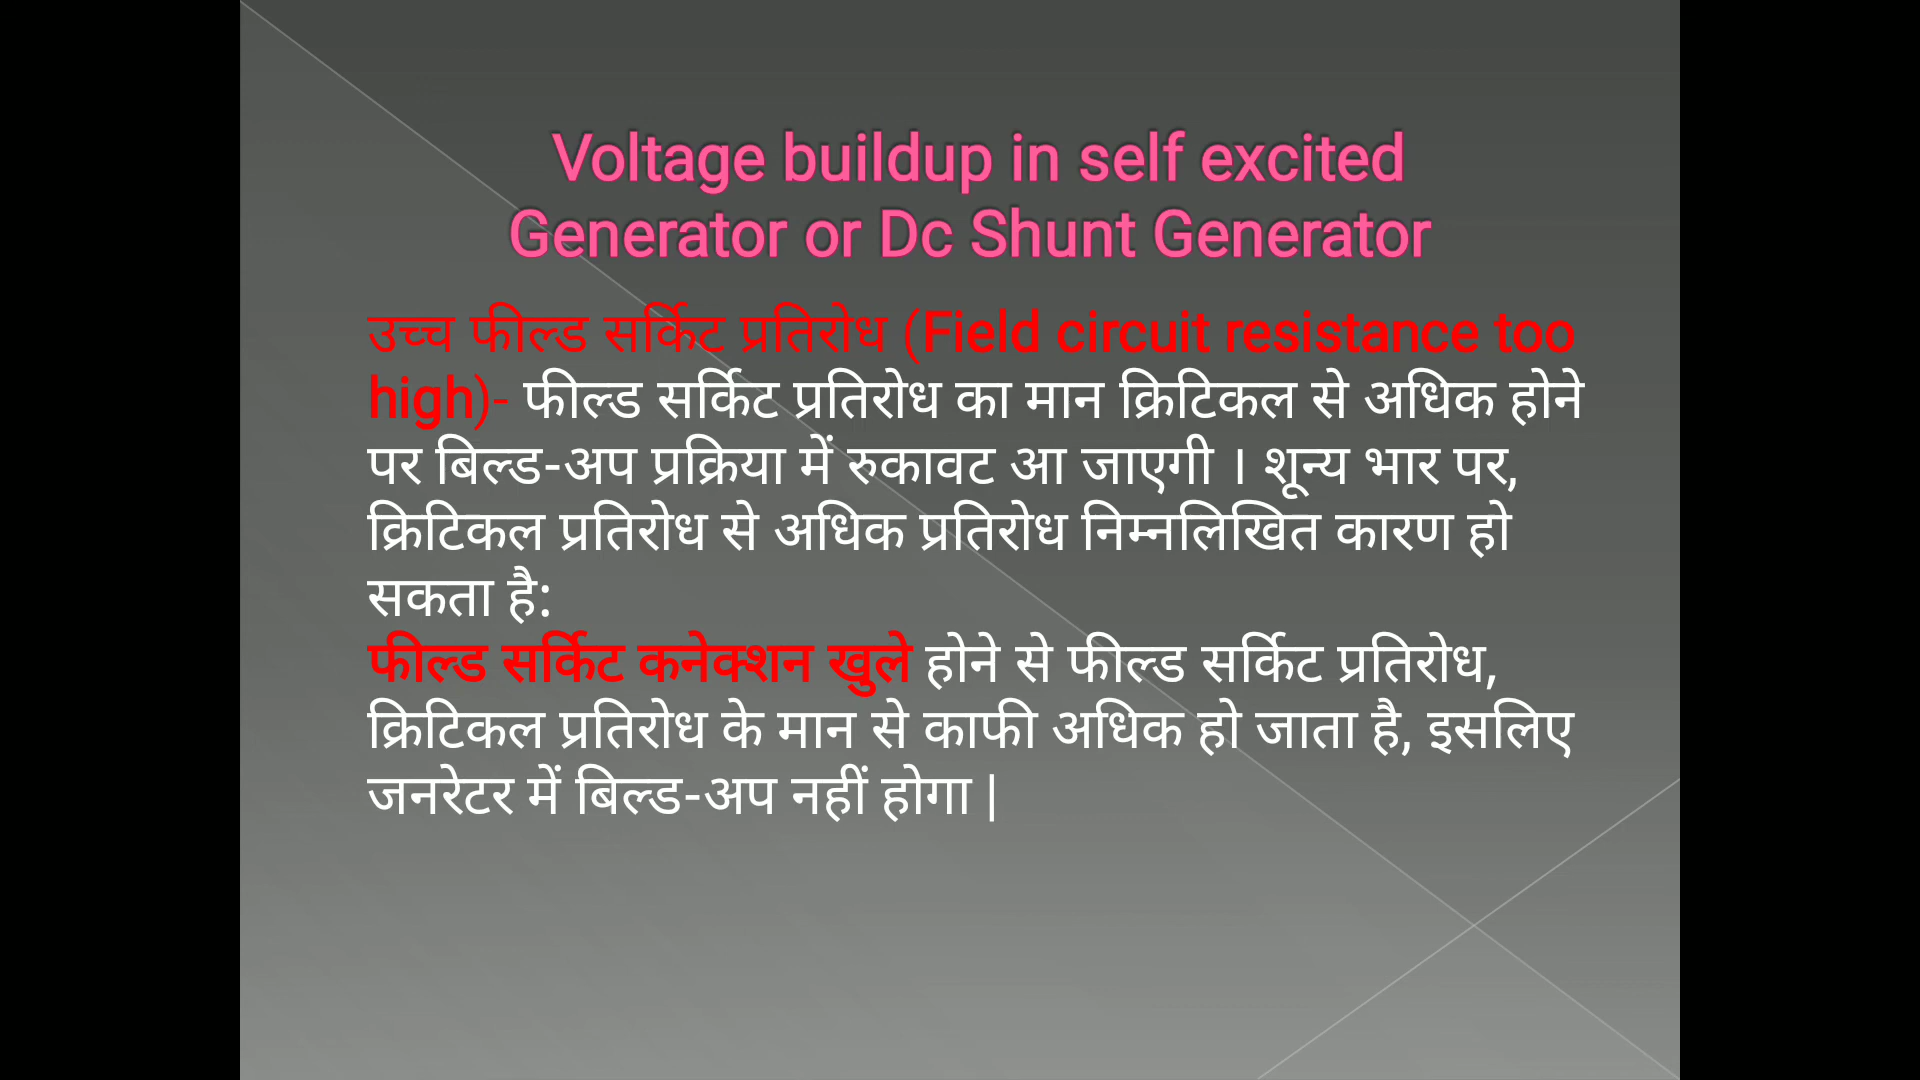 Voltage buildup in self excited
Generator or Dc Shunt Generator
उच्च फील्ड सर्किट प्रतिरोध (Field circuit resistance too
high)- फील्ड सर्किट प्रतिरोध का मान क्रिटिकल से अधिक होने
पर बिल्ड-अप प्रक्रिया में रुकावट आ जाएगी । शून्य भार पर,
क्रिटिकल प्रतिरोध से अधिक प्रतिरोध निम्नलिखित कारण हो
सकता है:
फील्ड सर्किट कनेक्शन खुले होने से फील्ड सर्किट प्रतिरोध,
क्रिटिकल प्रतिरोध के मान से काफी अधिक हो जाता है, इसलिए
जनरेटर में बिल्ड-अप नहीं होगा |